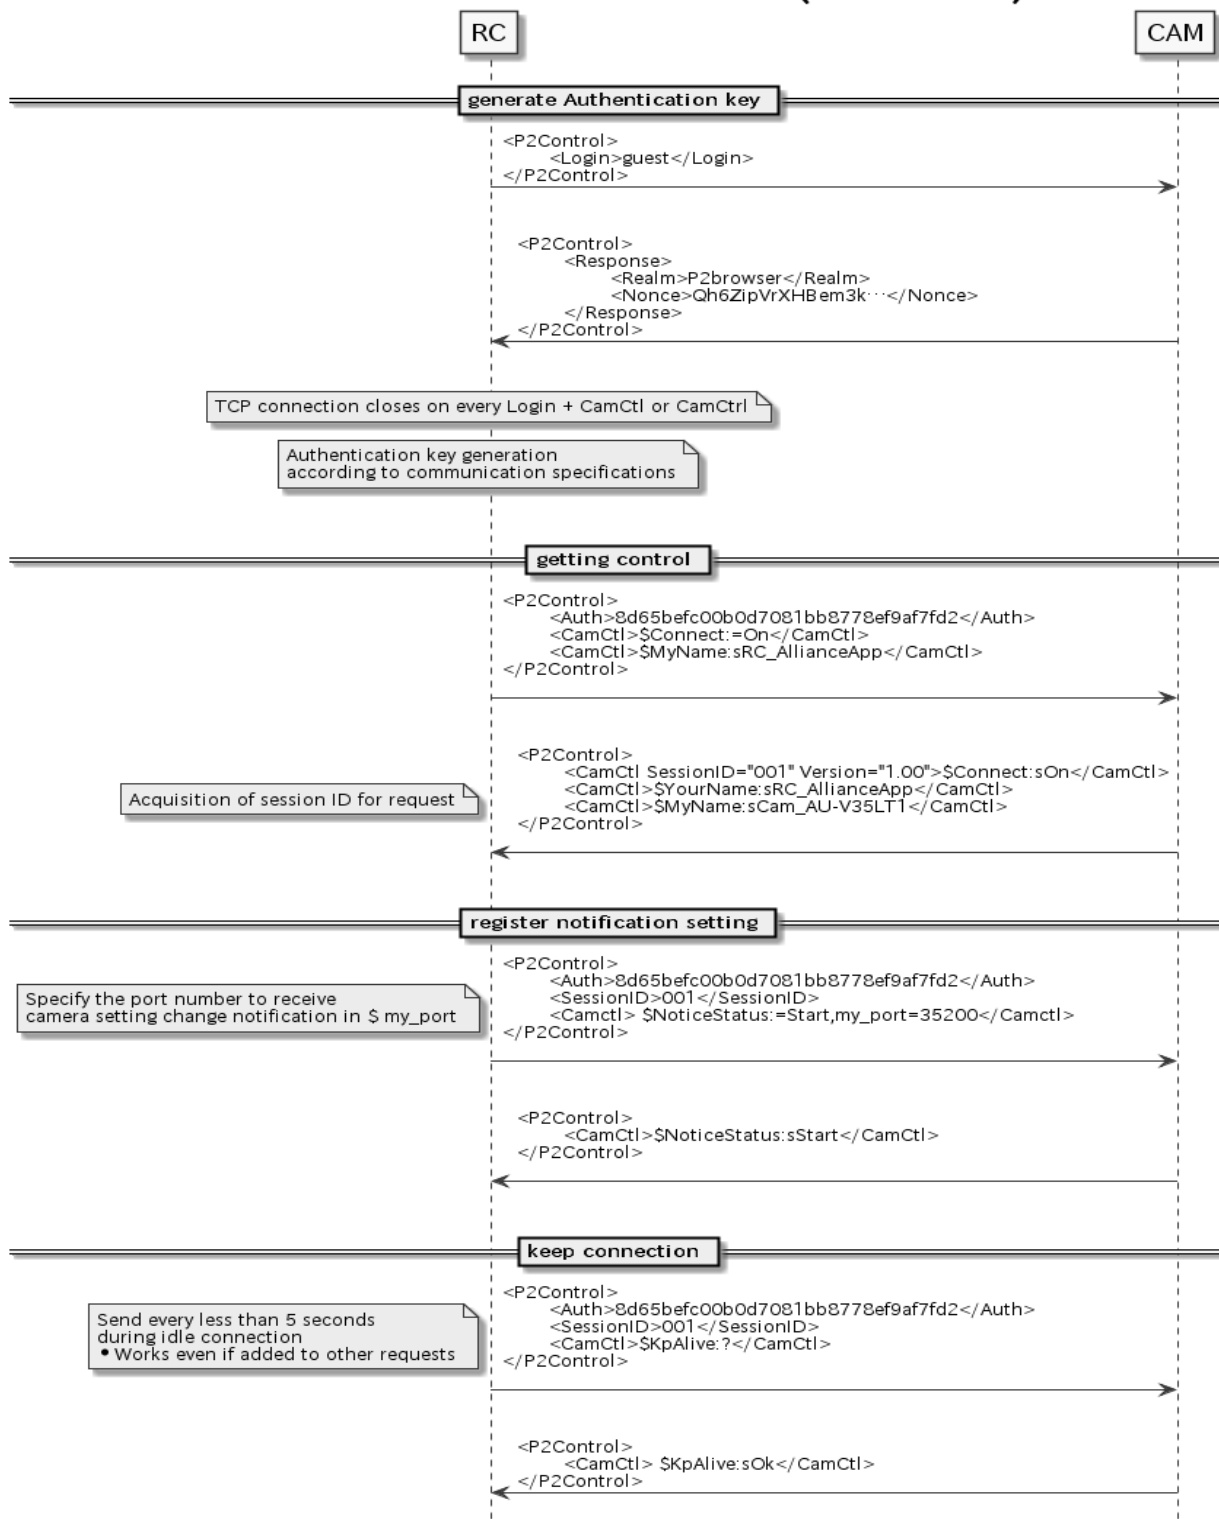 RC
CAM
generate Authentication key
<P2Control>
<Login>guest</Login>
</P2Control>
<P2Control>
<Response>
<Realm>P2browser</Realm>
<Nonce>Qh6ZipVrXHBem3k…</Nonce>
</Response>
</P2Control>
TCP connection closes on every Login + CamCtl or CamCtrl
Authentication key generation
according to communication specifications
getting control
<P2Control>
<Auth>8d65befc00b0d7081bb8778ef9af7fd2</Auth>
<CamCtl>$Connect:=On</CamCtl>
<CamCtl>$MyName:sRC_AllianceApp</CamCtl>
</P2Control>
<P2Control>
<CamCtl SessionID="001" Version="1.00">$Connect:sOn</CamCtl>
<CamCtl>$YourName:sRC_AllianceApp</CamCtl>
<CamCtl>$MyName:sCam_AU-V35LT1</CamCtl>
</P2Control>
Acquisition of session ID for request
register notification setting
<P2Control>
<Auth>8d65befc00b0d7081bb8778ef9af7fd2</Auth>
<SessionID>001</SessionID>
<Camctl> $NoticeStatus:=Start,my_port=35200</Camctl>
</P2Control>
Specify the port number to receive
camera setting change notification in $ my_port
<P2Control>
<CamCtl>$NoticeStatus:sStart</CamCtl>
</P2Control>
keep connection
<P2Control>
<Auth>8d65befc00b0d7081bb8778ef9af7fd2</Auth>
<SessionID>001</SessionID>
<CamCtl>$KpAlive:?</CamCtl>
</P2Control>
Send every less than 5 seconds
during idle connection
• Works even if added to other requests
<P2Control>
<CamCtl> $KpAlive:sOk</CamCtl>
</P2Control>